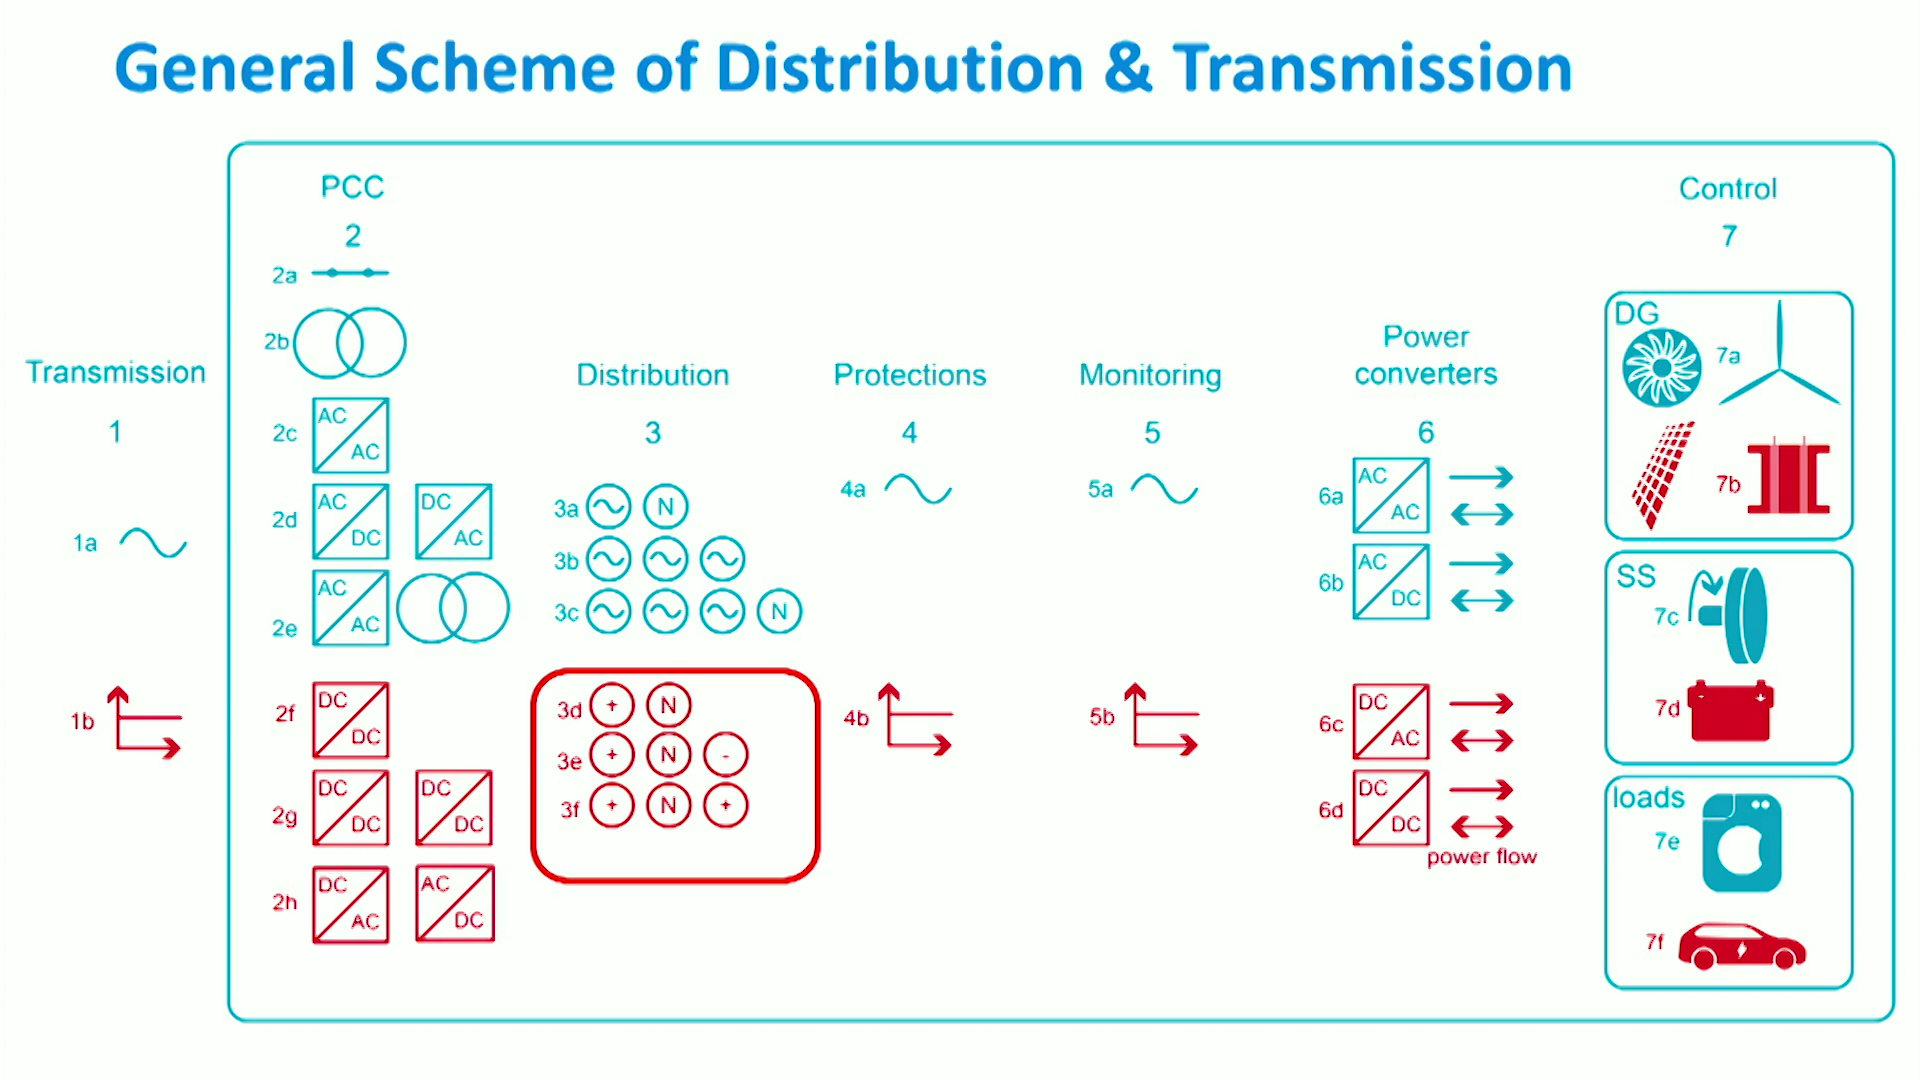 General Scheme of Distribution & Transmission
Transmission
1
1a
1b
PCC
2
2a
2b
2c AC AC
2d AC DC DC AC
2e AC AC
2f DC DC
2g DC DC DC DC
2h DC AC AC DC
Distribution
3
3a N
3b
3c N
3d + N
3e + N -
3f + N +
Protections
4
4a
4b
Monitoring
5
5a
5b
Power
converters
6
6a AC AC
6b AC DC
6c DC AC
6d DC DC
power flow
Control
7
DG
7a
7b
SS
7c
7d
loads
7e
7f